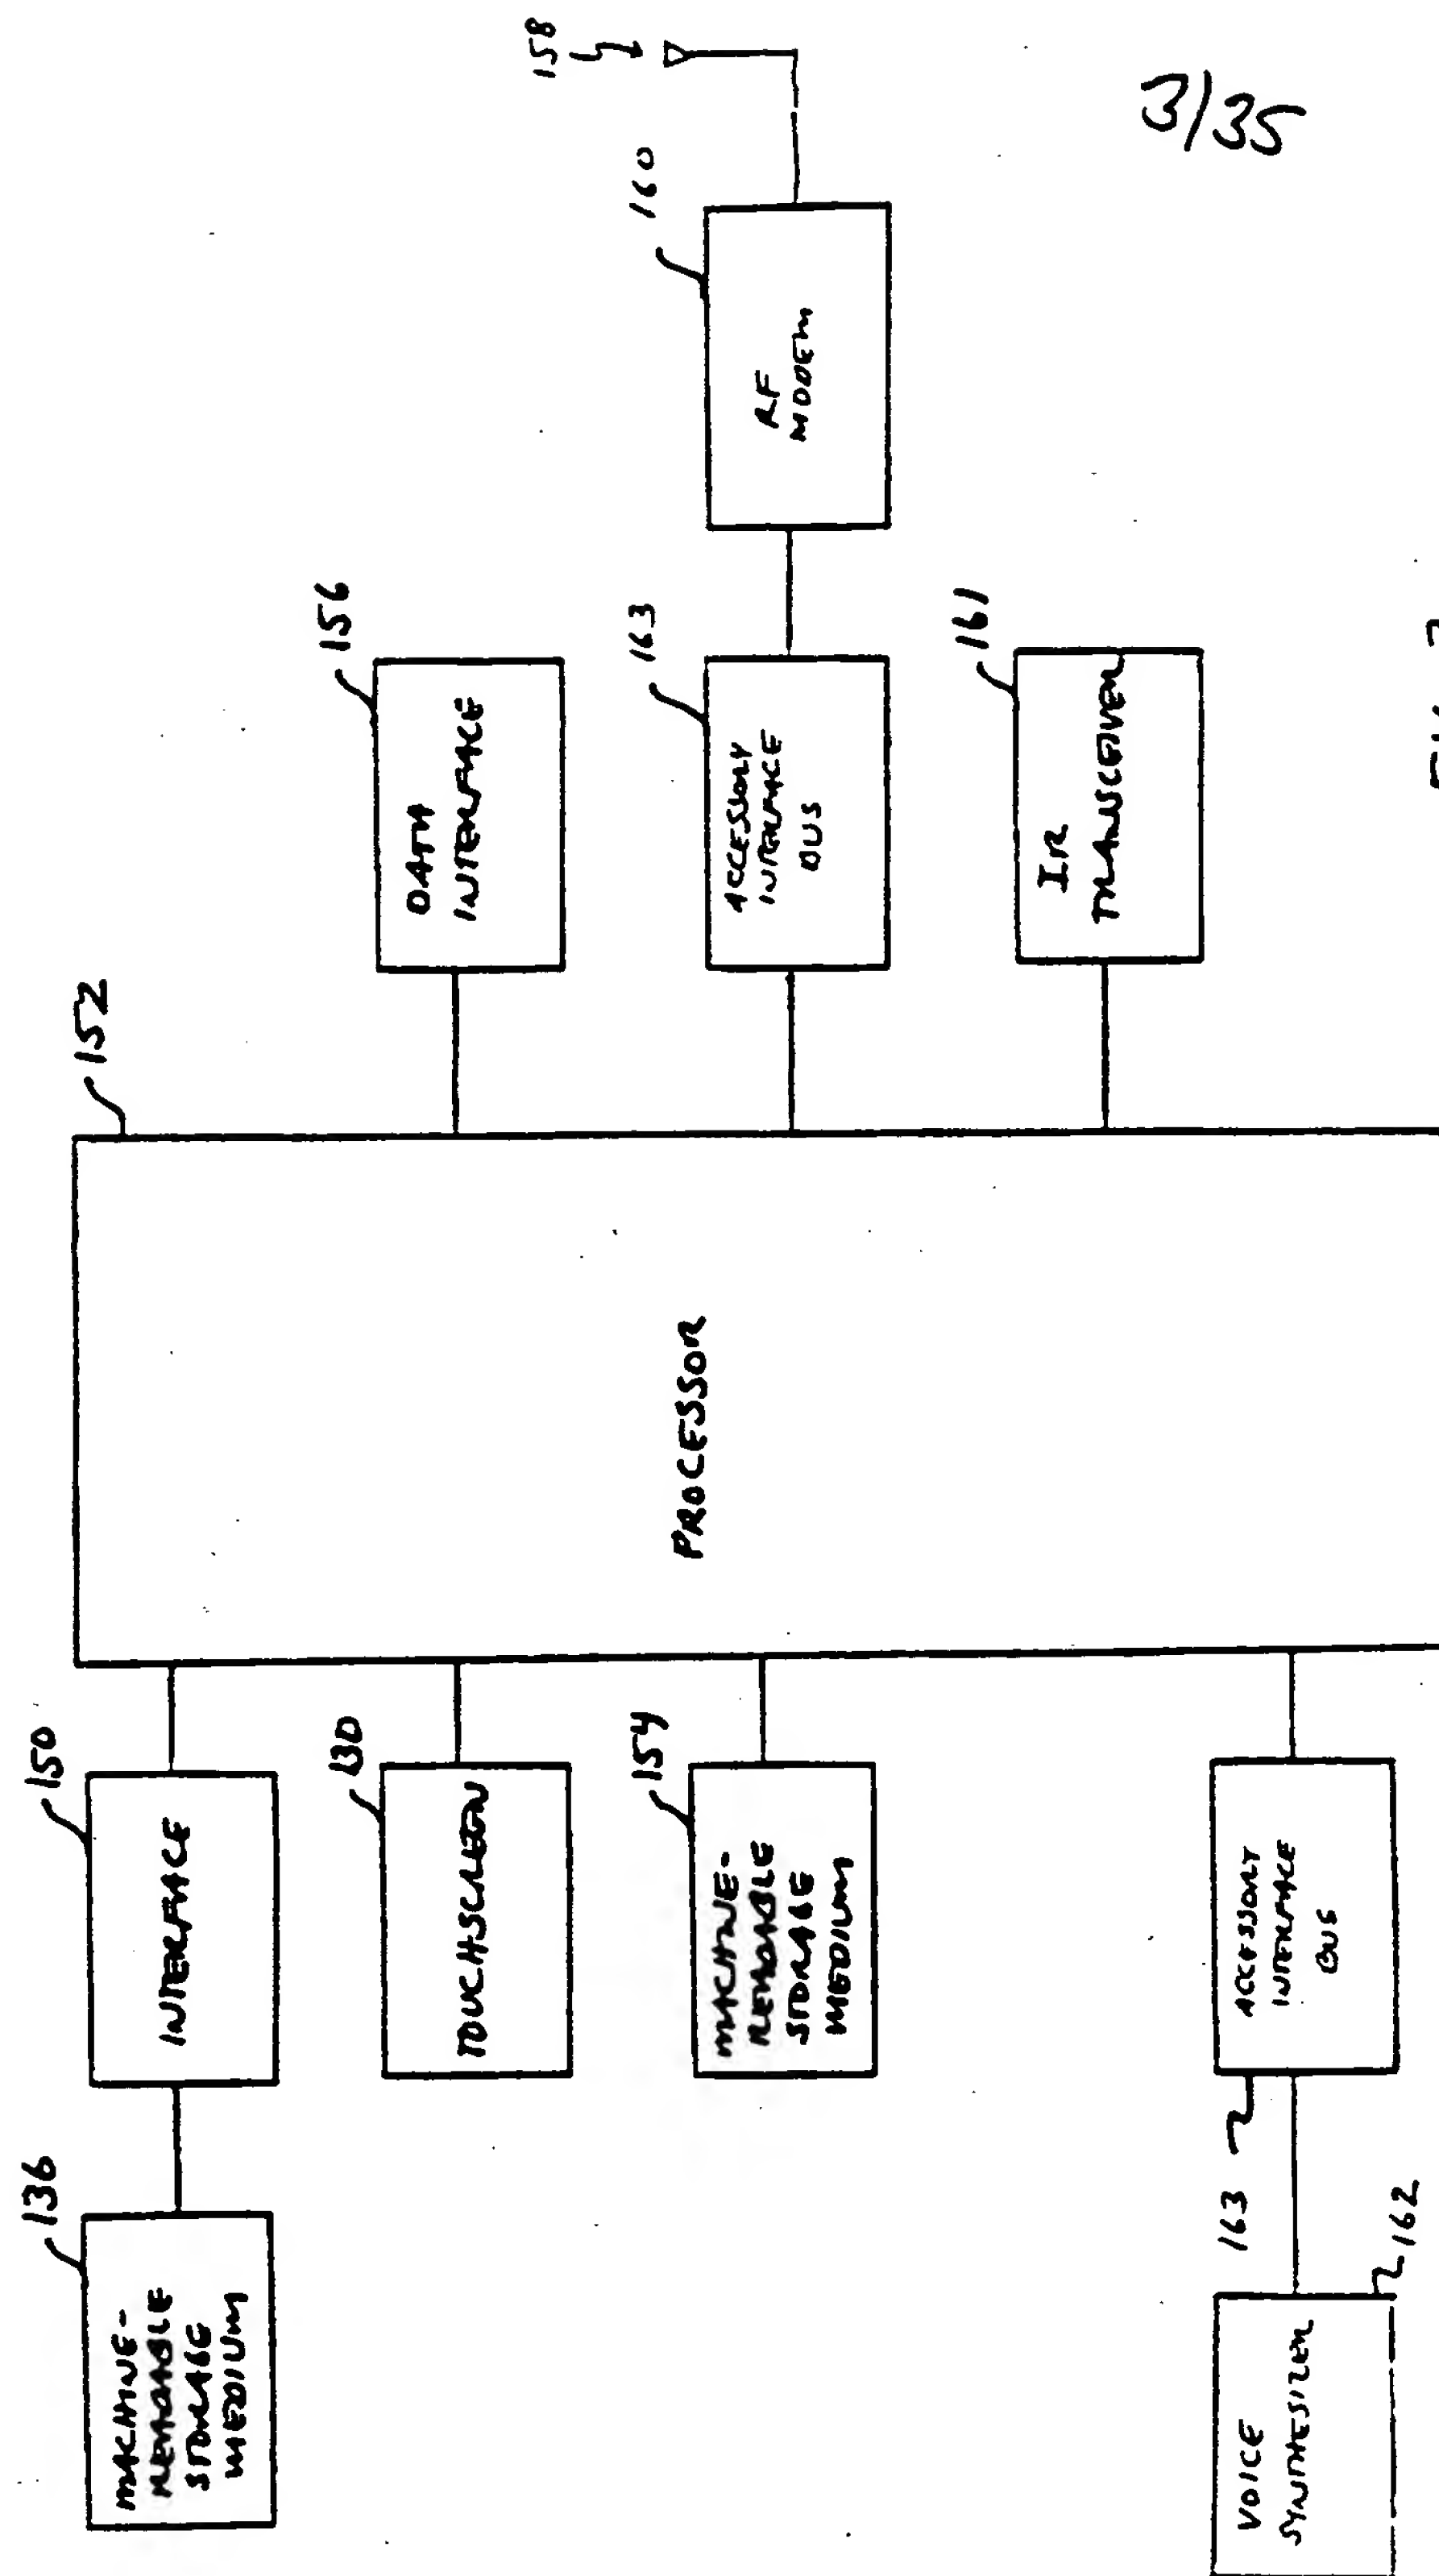 3/35
136
MACHINE-
READABLE
STORAGE
MEDIUM
150
INTERFACE
130
TOUCHSCREEN
154
MACHINE-
READABLE
STORAGE
MEDIUM
162
VOICE
SYNTHESIZER
163
ACCESSORY
INTERFACE
BUS
152
PROCESSOR
156
DATA
INTERFACE
163
ACCESSORY
INTERFACE
BUS
161
IR
TRANSCEIVER
160
RF
MODEM
158